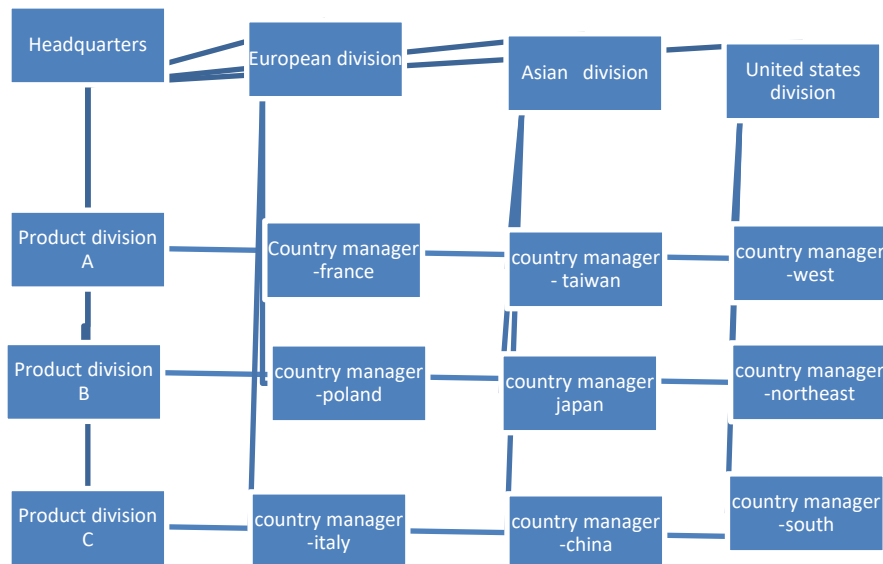 Headquarters
European division
Asian division
United states
division
Product division
A
Country manager
-france
country manager
- taiwan
country manager
-west
Product division
B
country manager
-poland
country manager
japan
country manager
-northeast
Product division
C
country manager
-italy
country manager
-china
country manager
-south